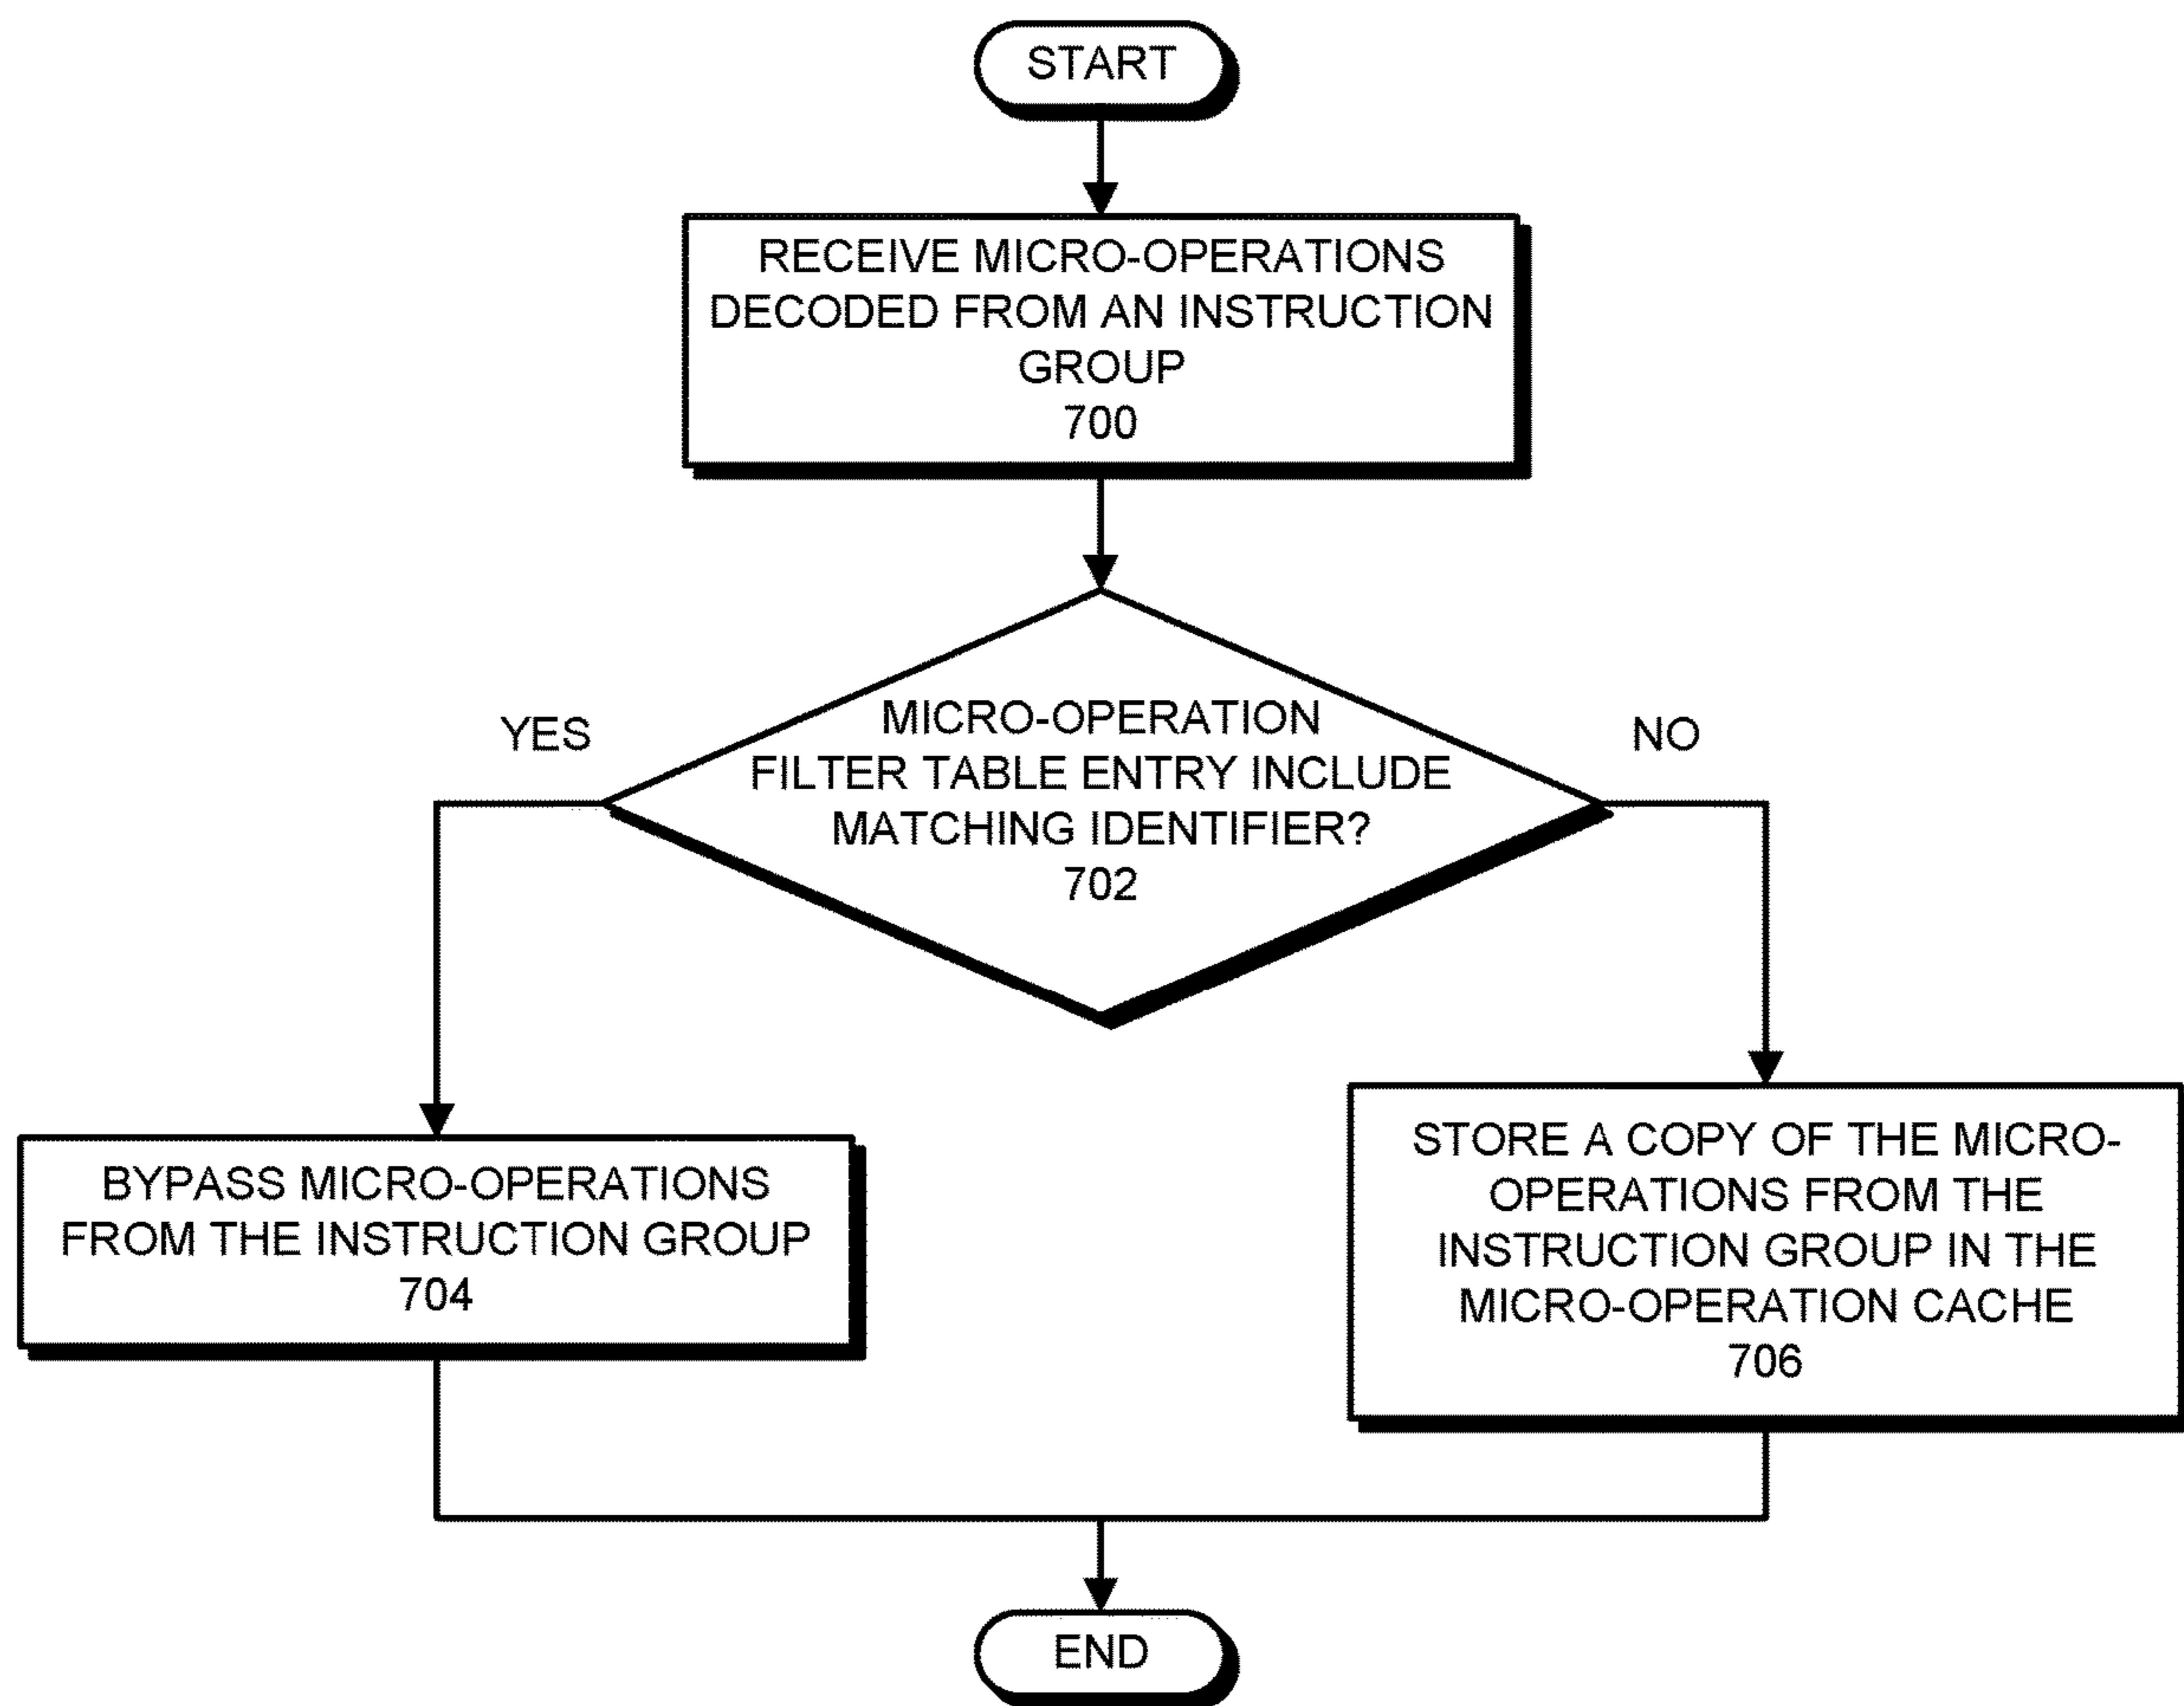 START
RECEIVE MICRO-OPERATIONS
DECODED FROM AN INSTRUCTION
GROUP
700
MICRO-OPERATION
FILTER TABLE ENTRY INCLUDE
MATCHING IDENTIFIER?
702
YES
NO
BYPASS MICRO-OPERATIONS
FROM THE INSTRUCTION GROUP
704
STORE A COPY OF THE MICRO-
OPERATIONS FROM THE
INSTRUCTION GROUP IN THE
MICRO-OPERATION CACHE
706
END